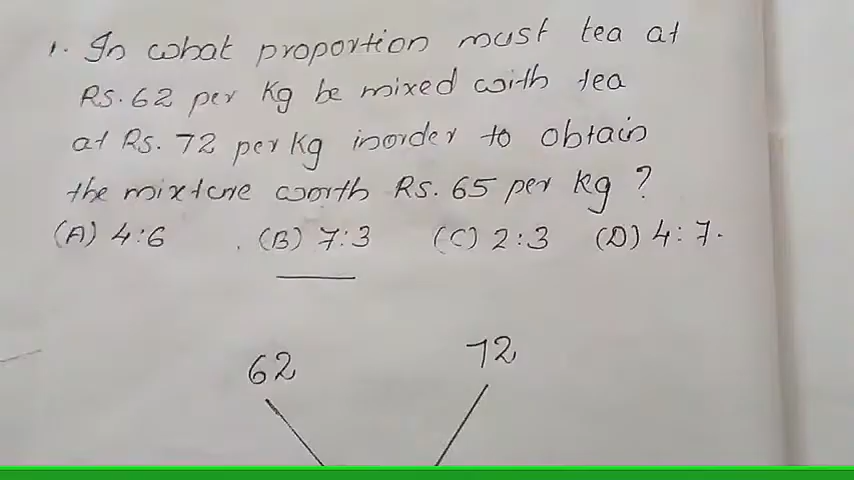 1. In what proportion must tea at
Rs.62 per Kg be mixed with tea
at Rs. 72 per Kg inorder to obtain
the mixture worth Rs. 65 per Kg ?
(A) 4:6 (B) 7:3 (C) 2:3 (D) 4:7.
62 72